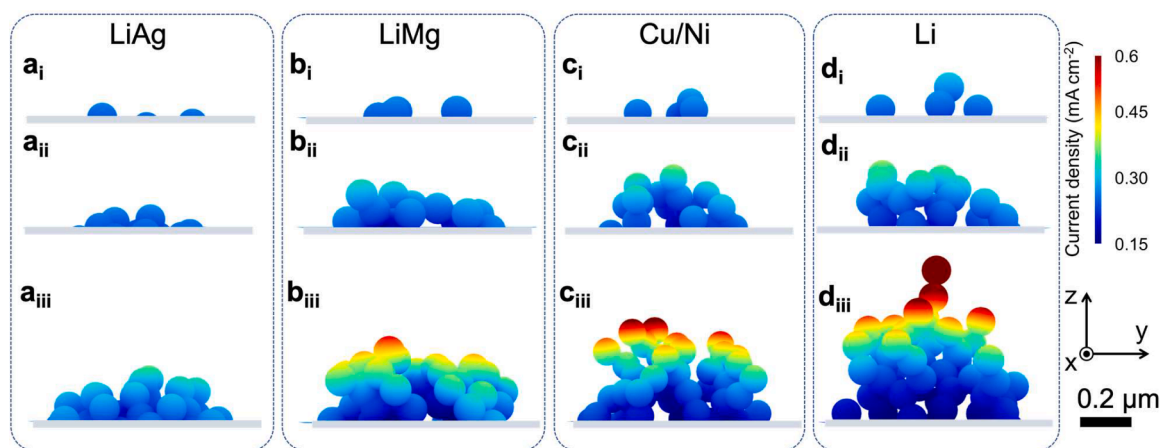 LiAg
LiMg
Cu/Ni
Li
ai
bi
ci
di
aii
bii
cii
dii
aiii
biii
ciii
diii
0.6
0.45
0.30
0.15
Current density (mA cm⁻²)
z
y
x
0.2 µm